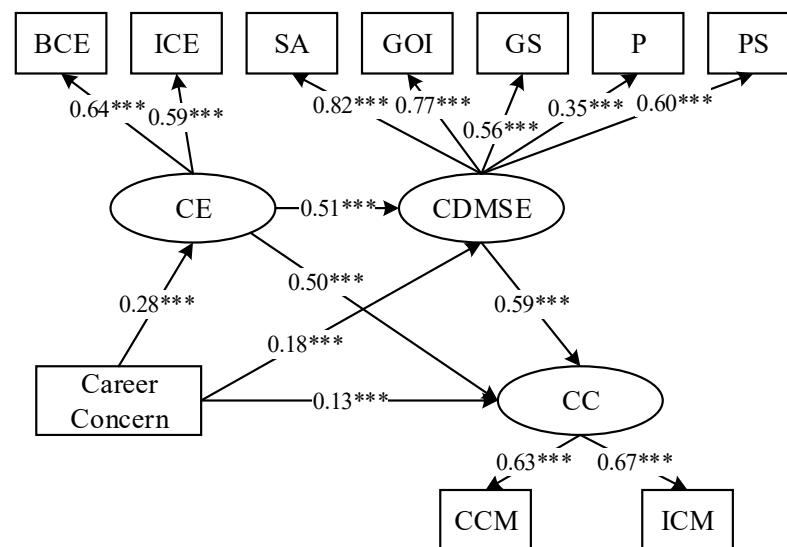 BCE ICE SA GOI GS P PS
0.64*** 0.59*** 0.82*** 0.77*** 0.56*** 0.35*** 0.60***
CE 0.51*** CDMSE
0.50***
0.28*** 0.59***
0.18***
Career
Concern
0.13*** CC
0.63*** 0.67***
CCM ICM